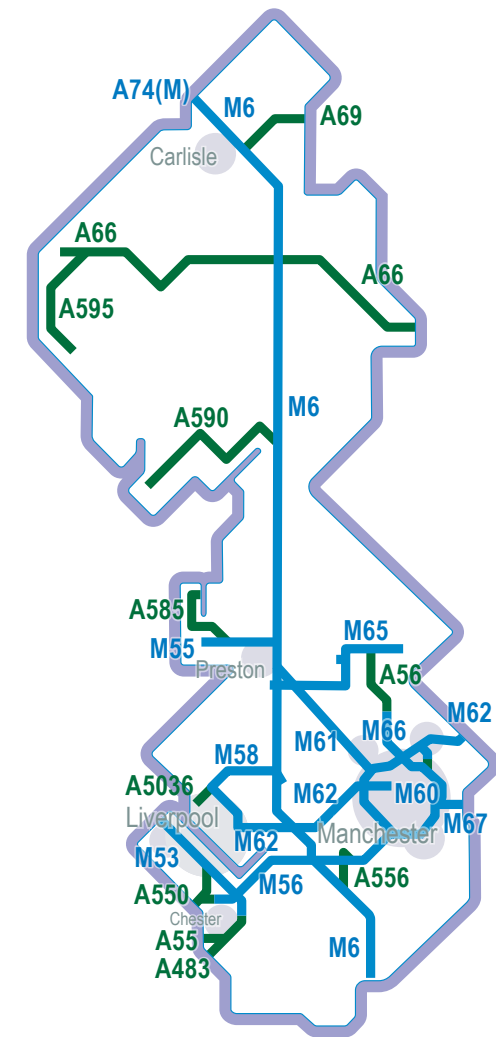 A74(M)
M6
A69
Carlisle
A66
A66
A595
M6
A590
A585
M55
M65
Preston
A56
M62
M66
M61
M58
A5036
M62
M60
Liverpool
M67
M62
Manchester
M53
M56
A556
A550
Chester
A55
M6
A483